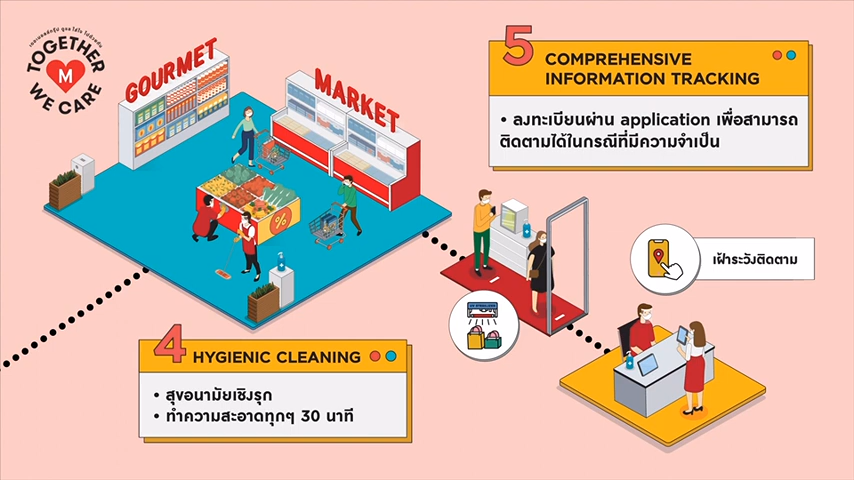 TOGETHER
M
WE CARE
GOURMET
MARKET
%
5
COMPREHENSIVE
INFORMATION TRACKING
• ลงทะเบียนผ่าน application เพื่อสามารถ
ติดตามได้ในกรณีที่มีความจำเป็น
เฝ้าระวังติดตาม
4
HYGIENIC CLEANING
• สุขอนามัยเชิงรุก
• ทำความสะอาดทุกๆ 30 นาที